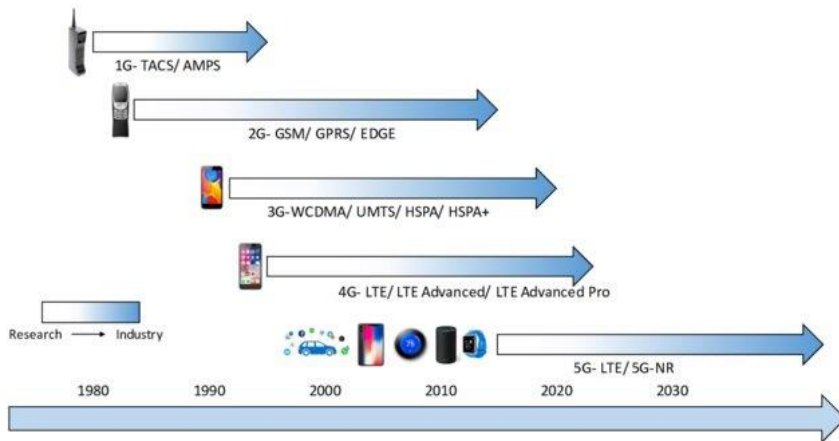 1G- TACS/ AMPS
2G- GSM/ GPRS/ EDGE
3G-WCDMA/ UMTS/ HSPA/ HSPA+
4G- LTE/ LTE Advanced/ LTE Advanced Pro
Research Industry
75
5G- LTE/ 5G-NR
1980 1990 2000 2010 2020 2030